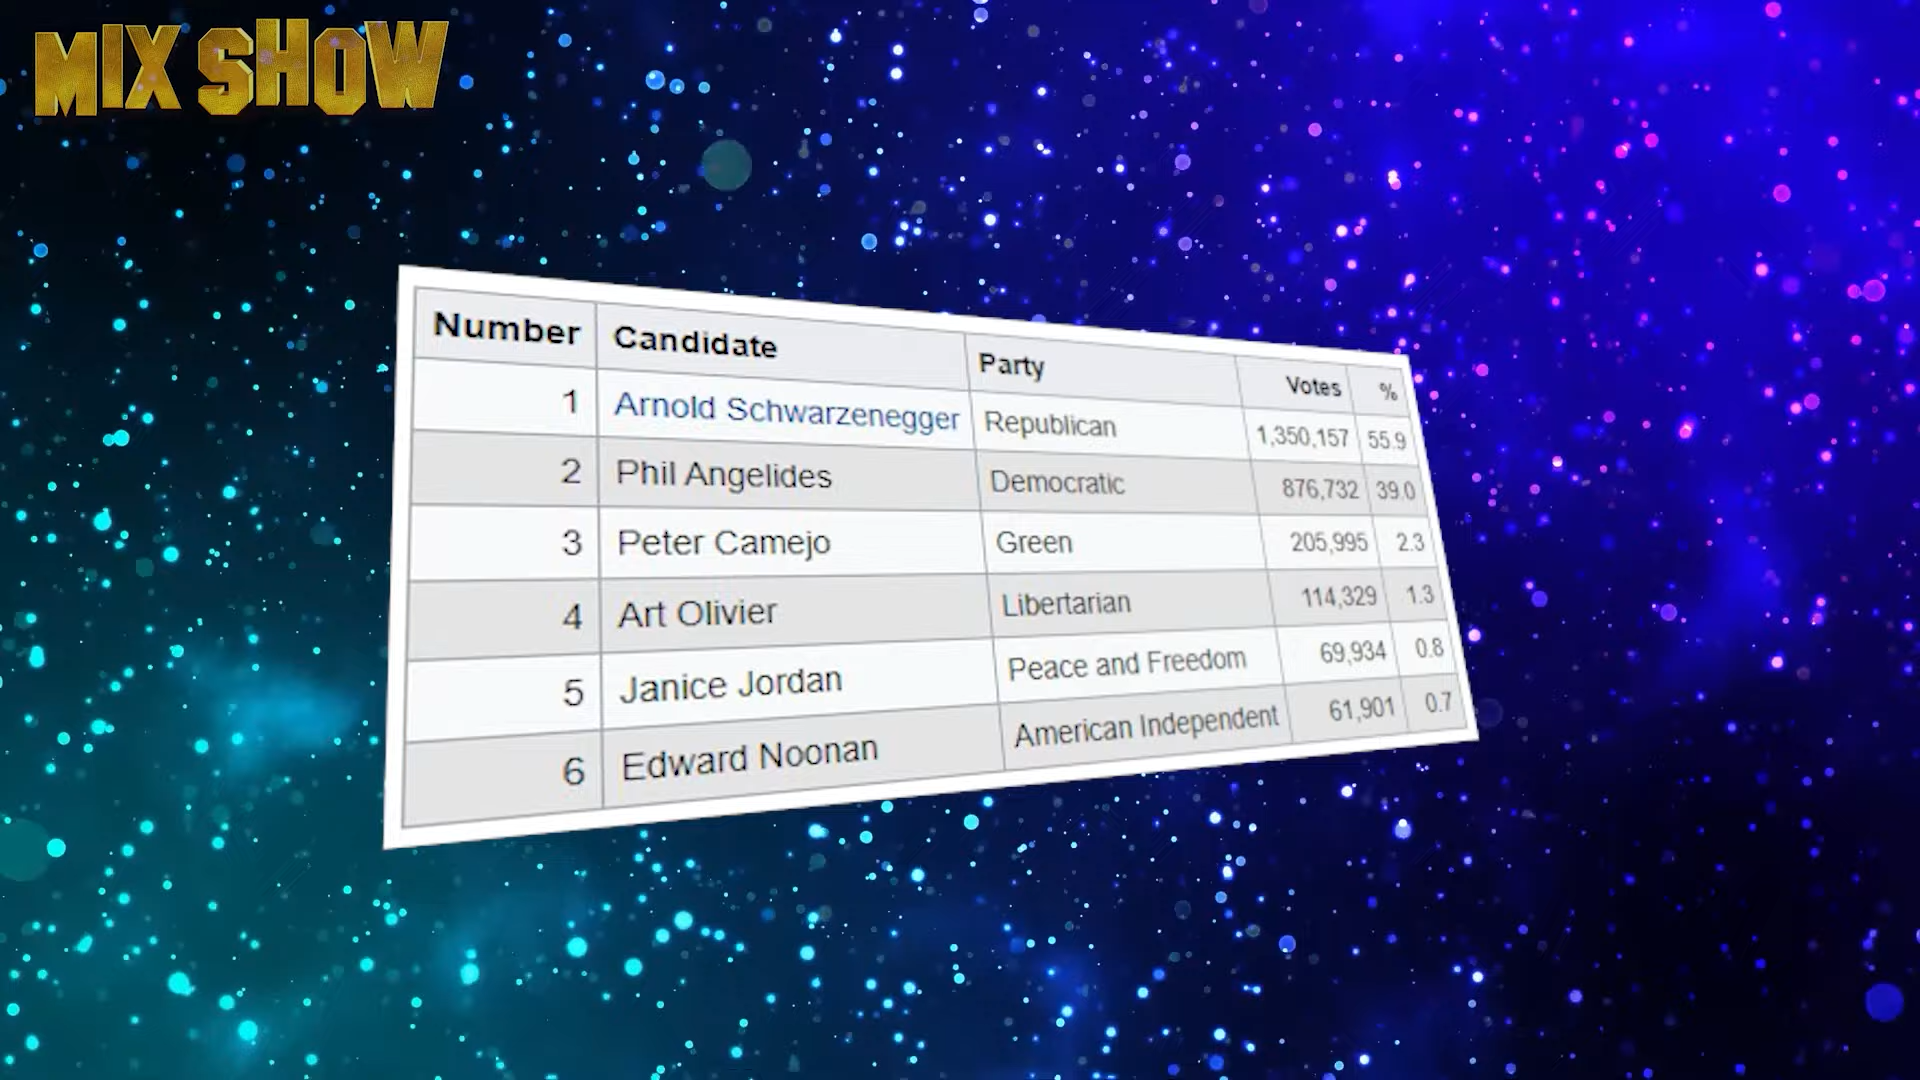 MIX SHOW
Number Candidate Party Votes %
1 Arnold Schwarzenegger Republican 1,350,157 55.9
2 Phil Angelides Democratic 876,732 39.0
3 Peter Camejo Green 205,995 2.3
4 Art Olivier Libertarian 114,329 1.3
5 Janice Jordan Peace and Freedom 69,934 0.8
6 Edward Noonan American Independent 61,901 0.7